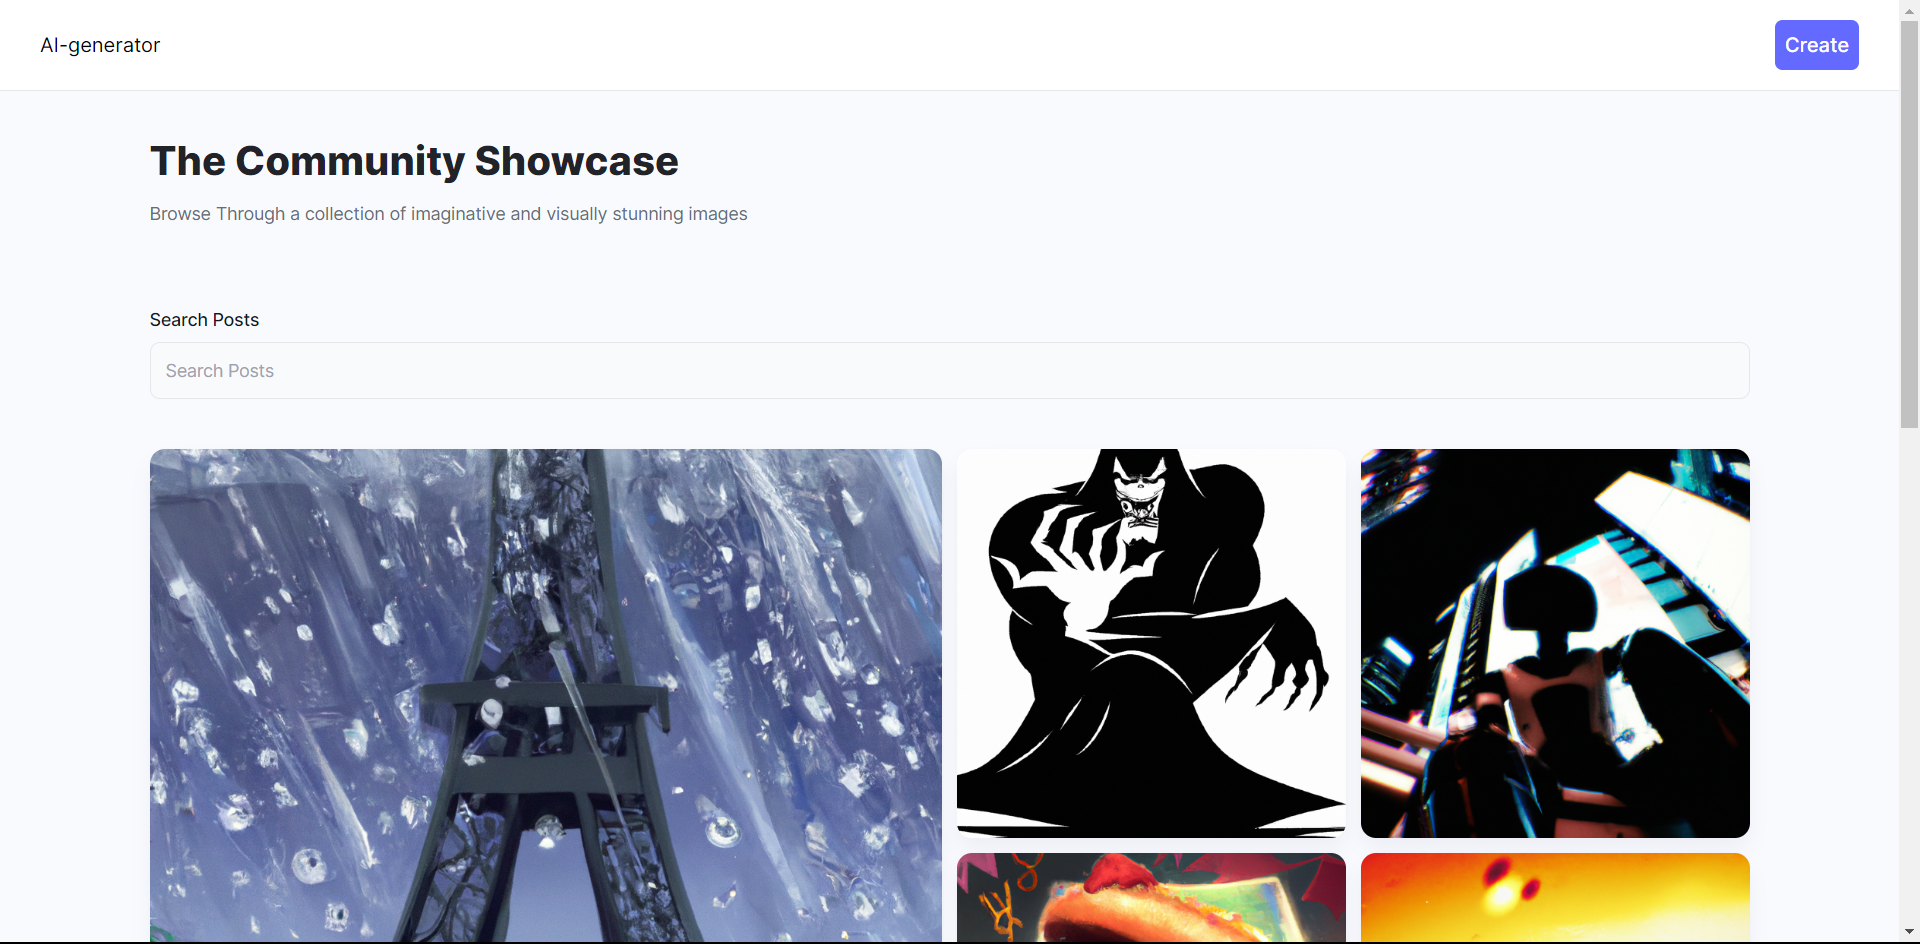 AI-generator
Create
The Community Showcase
Browse Through a collection of imaginative and visually stunning images
Search Posts
Search Posts